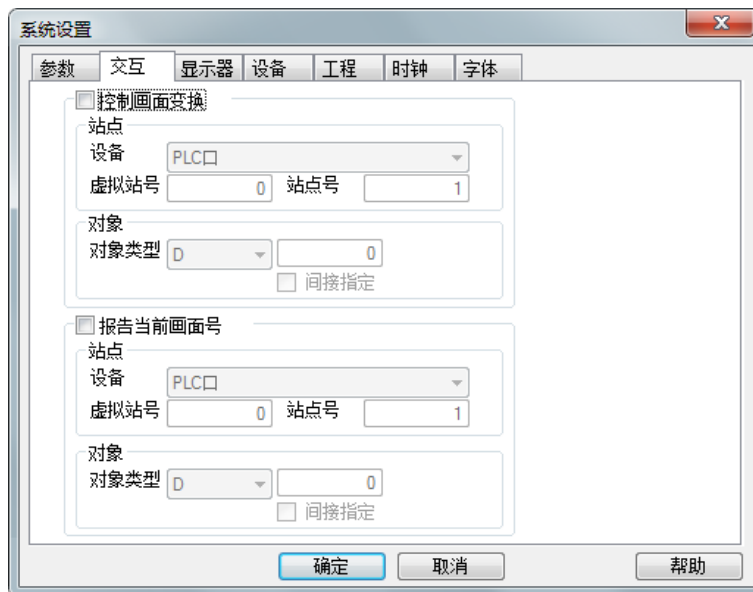 系统设置
参数 交互 显示器 设备 工程 时钟 字体
控制画面变换
站点
设备 PLC口
虚拟站号 0 站点号 1
对象
对象类型 D 0
间接指定
报告当前画面号
站点
设备 PLC口
虚拟站号 0 站点号 1
对象
对象类型 D 0
间接指定
确定 取消 帮助